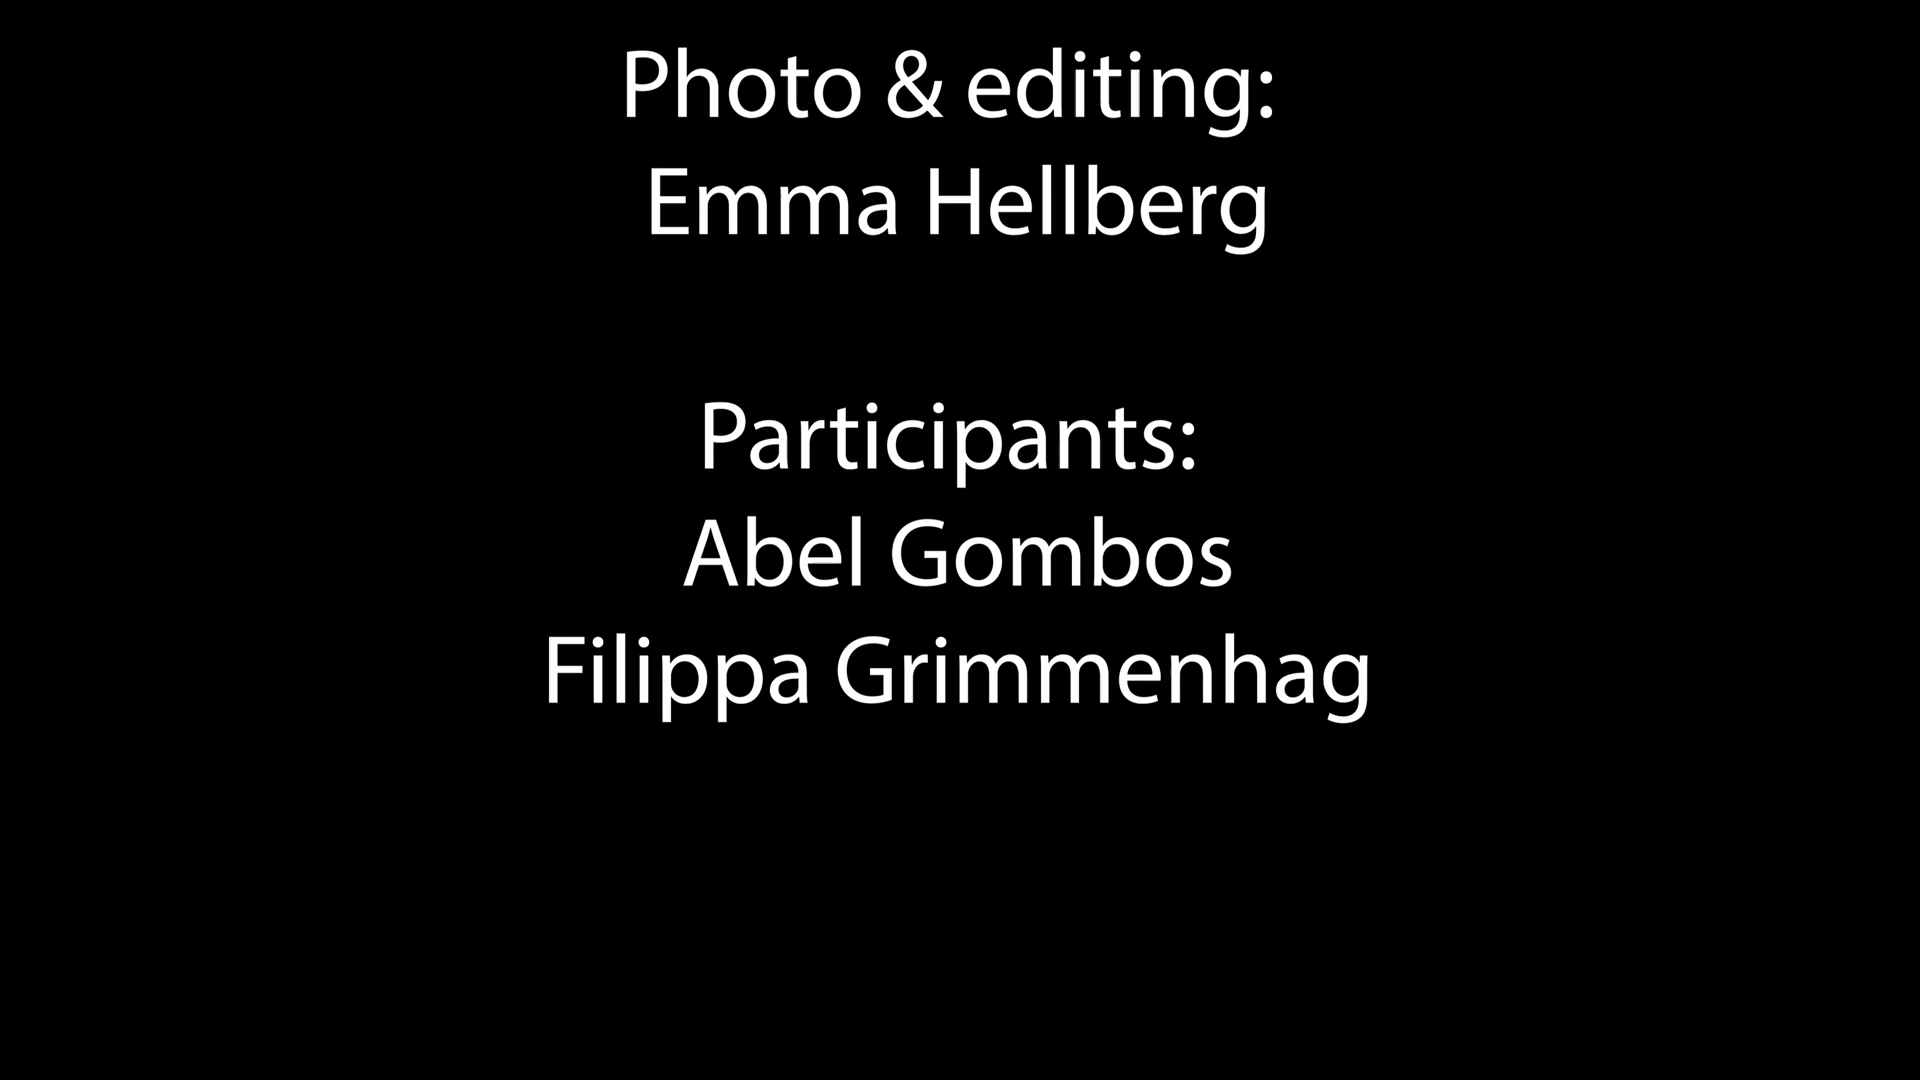 Photo & editing:
Emma Hellberg
Participants:
Abel Gombos
Filippa Grimmenhag